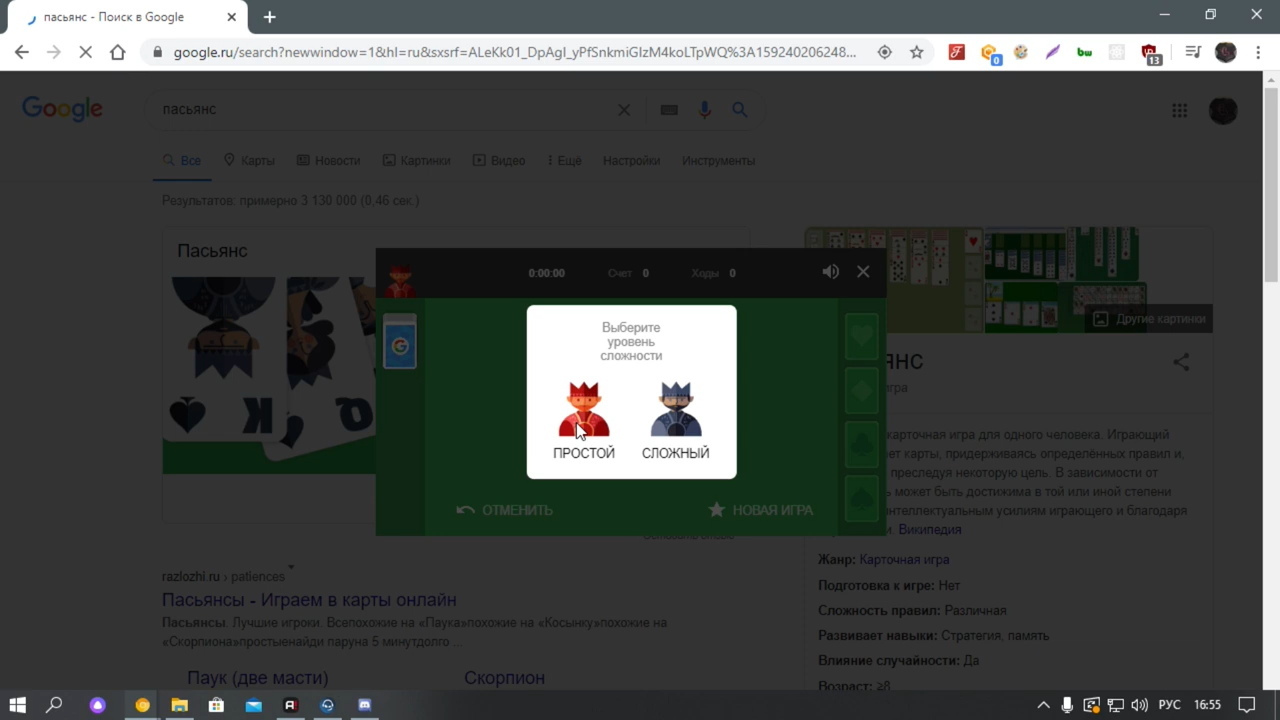 пасьянс - Поиск в Google
google.ru/search?newwindow=1&hl=ru&sxsrf=ALeKk01_DpAgI_yPfSnkmiGIzM4koLTpWQ%3A159240206248...
0
bw
13
Google
пасьянс
Все
Карты
Новости
Картинки
Видео
Ещё
Настройки
Инструменты
Результатов: примерно 3 130 000 (0,46 сек.)
Пасьянс
0:00:00
Счет 0
Ходы 0
Выберите
уровень
сложности
ПРОСТОЙ
СЛОЖНЫЙ
ОТМЕНИТЬ
НОВАЯ ИГРА
Другие картинки
карточная игра для одного человека. Играющий
карты, придерживаясь определённых правил и,
преследуя некоторую цель. В зависимости от
может быть достижима в той или иной степени
интеллектуальным усилиям играющего и благодаря
Википедия
Жанр: Карточная игра
Подготовка к игре: Нет
Сложность правил: Различная
Развивает навыки: Стратегия, память
Влияние случайности: Да
Возраст: ≥8
razlozhi.ru › patiences
Пасьянсы - Играем в карты онлайн
Пасьянсы. Лучшие игроки. Всепохожие на «Паука»похожие на «Косынку»похожие на
«Скорпиона»простыенайди паруна 5 минутдолго ...
Паук (две масти)
Скорпион
РУС
16:55